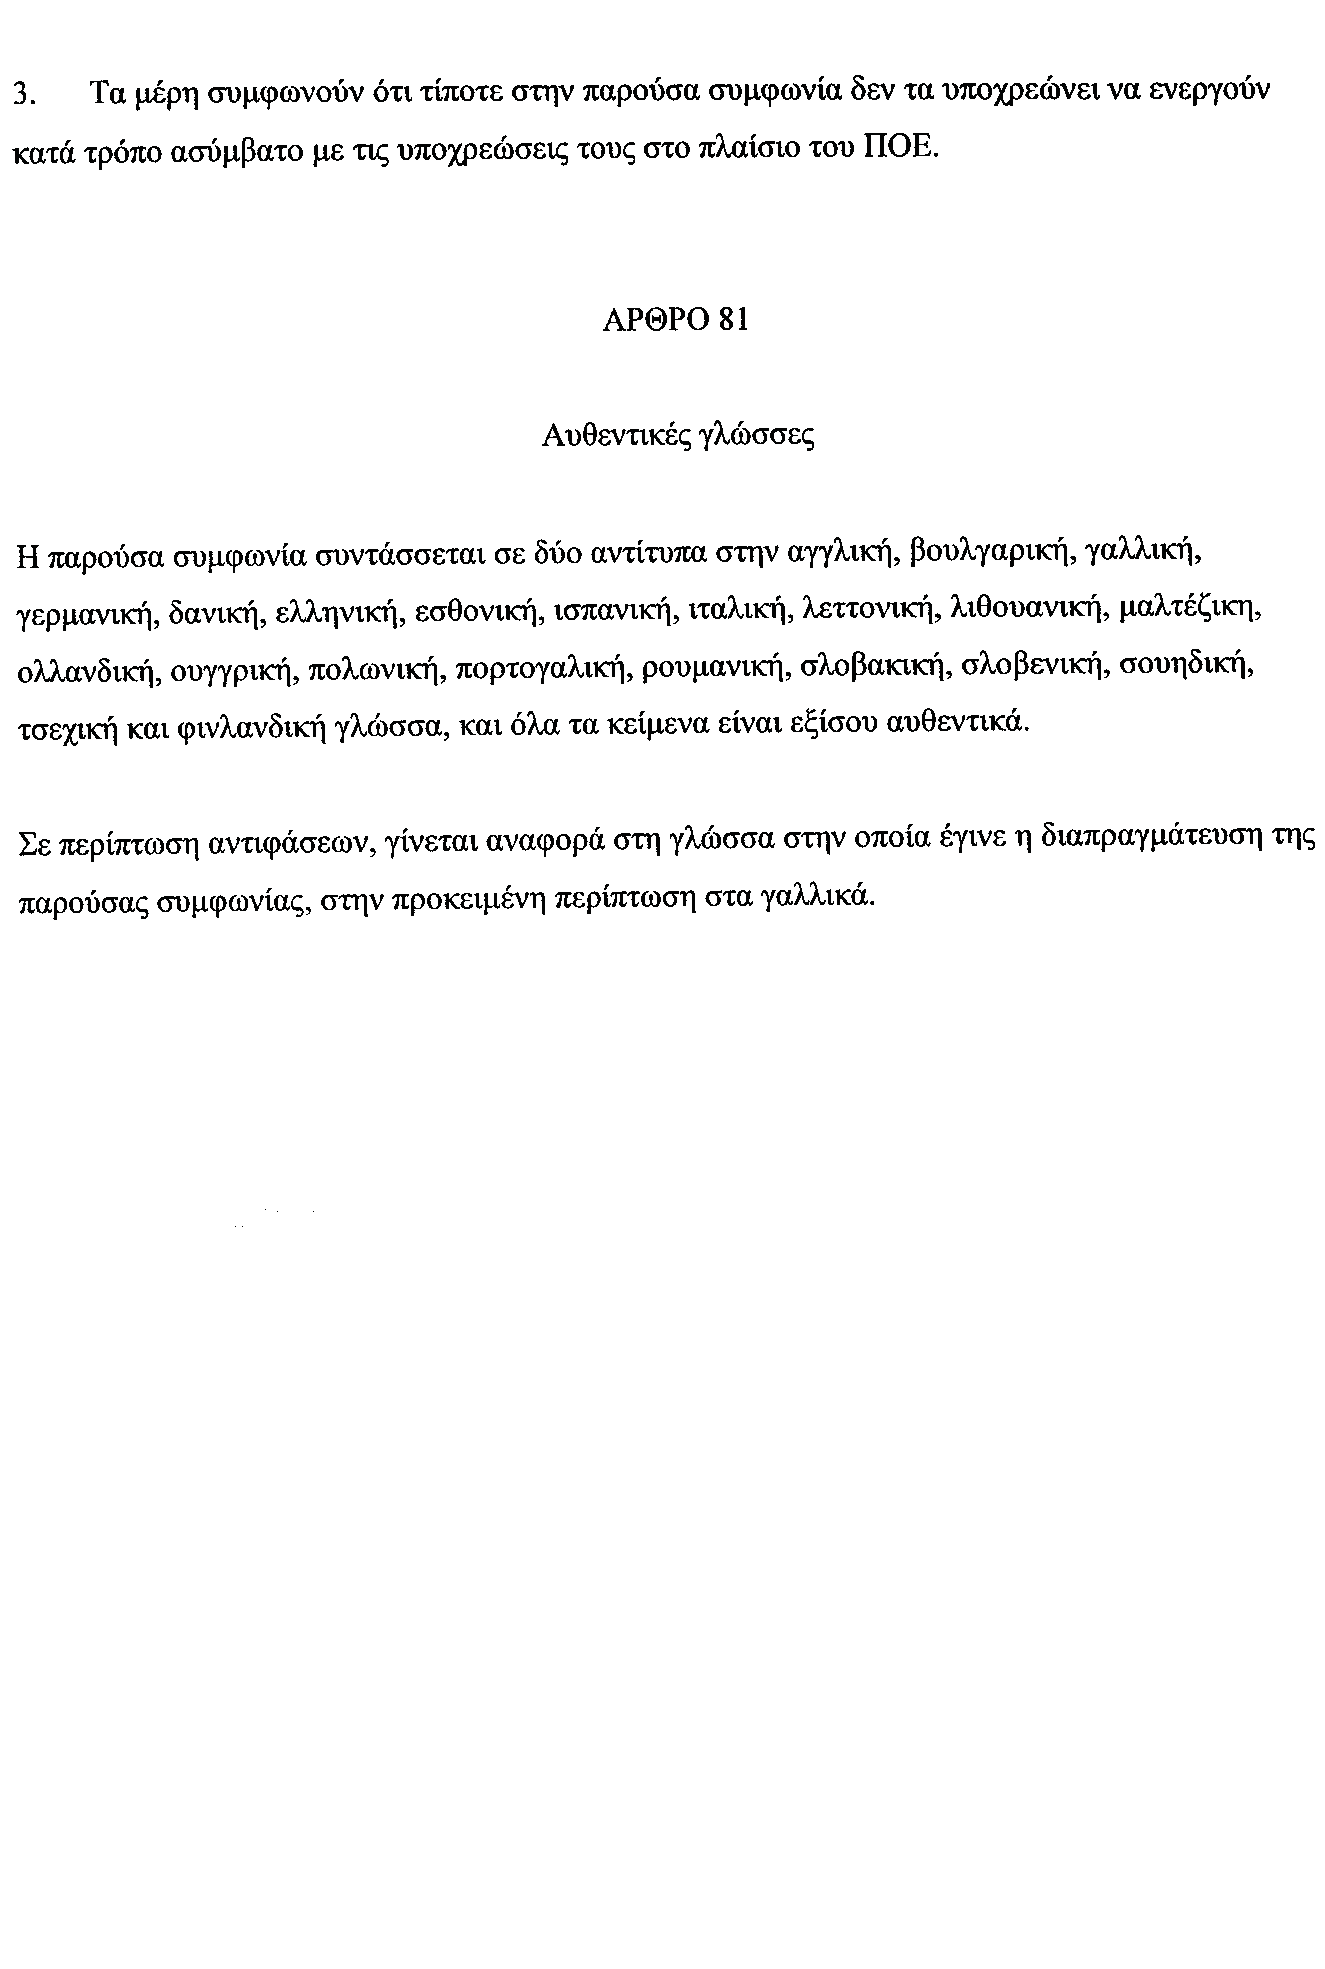 3. Τα μέρη συμφωνούν ότι τίποτε στην παρούσα συμφωνία δεν τα υποχρεώνει να ενεργούν
κατά τρόπο ασύμβατο με τις υποχρεώσεις τους στο πλαίσιο του ΠΟΕ.
ΑΡΘΡΟ 81
Αυθεντικές γλώσσες
Η παρούσα συμφωνία συντάσσεται σε δύο αντίτυπα στην αγγλική, βουλγαρική, γαλλική,
γερμανική, δανική, ελληνική, εσθονική, ισπανική, ιταλική, λεττονική, λιθουανική, μαλτέζικη,
ολλανδική, ουγγρική, πολωνική, πορτογαλική, ρουμανική, σλοβακική, σλοβενική, σουηδική,
τσεχική και φινλανδική γλώσσα, και όλα τα κείμενα είναι εξίσου αυθεντικά.
Σε περίπτωση αντιφάσεων, γίνεται αναφορά στη γλώσσα στην οποία έγινε η διαπραγμάτευση της
παρούσας συμφωνίας, στην προκειμένη περίπτωση στα γαλλικά.